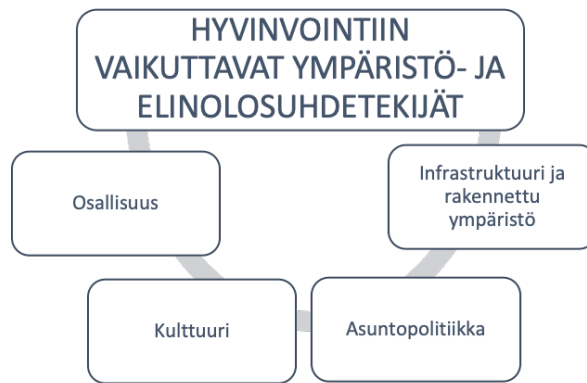 HYVINVOINTIIN
VAIKUTTAVAT YMPÄRISTÖ- JA
ELINOLOSUHDETEKIJÄT
Osallisuus
Infrastruktuuri ja
rakennettu
ympäristö
Kulttuuri
Asuntopolitiikka